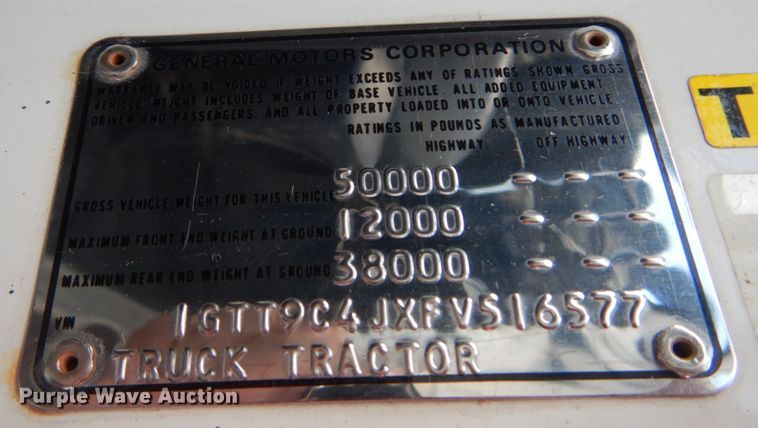 GENERAL MOTORS CORPORATION
WARRANTY MAY BE VOIDED IF WEIGHT EXCEEDS ANY OF RATINGS SHOWN GROSS
VEHICLE WEIGHT INCLUDES WEIGHT OF BASE VEHICLE, ALL ADDED EQUIPMENT
DRIVER AND PASSENGERS, AND ALL PROPERTY LOADED INTO OR ONTO VEHICLE
RATINGS IN POUNDS AS MANUFACTURED
HIGHWAY OFF HIGHWAY
GROSS VEHICLE WEIGHT FOR THIS VEHICLE 50000 - - - -
MAXIMUM FRONT END WEIGHT AT GROUND 12000 - - - -
MAXIMUM REAR END WEIGHT AT GROUND 38000 - - - -
VIN 1GTT9C4JXFV516577
TRUCK TRACTOR
T
Purple Wave Auction